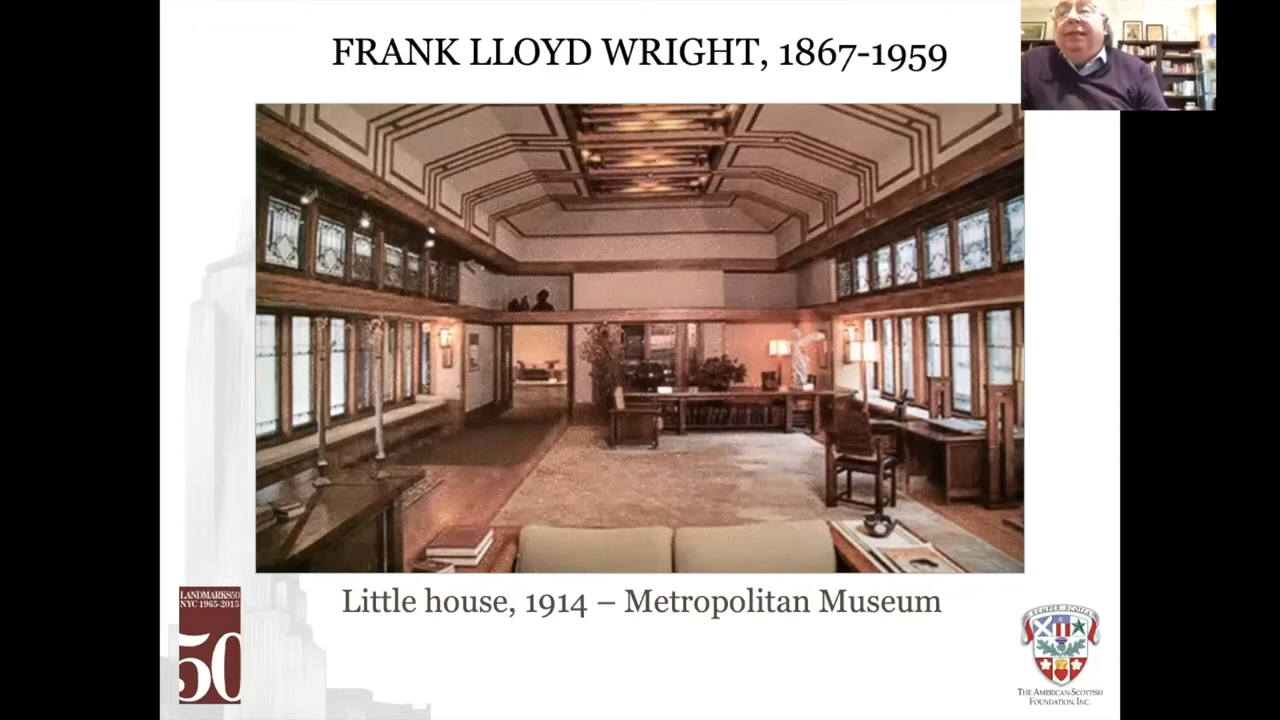 FRANK LLOYD WRIGHT, 1867-1959
Little house, 1914 – Metropolitan Museum
LANDMARKS50
NYC 1965-2015
50
SEMPER SCOTIA
THE AMERICAN-SCOTTISH
FOUNDATION, INC.